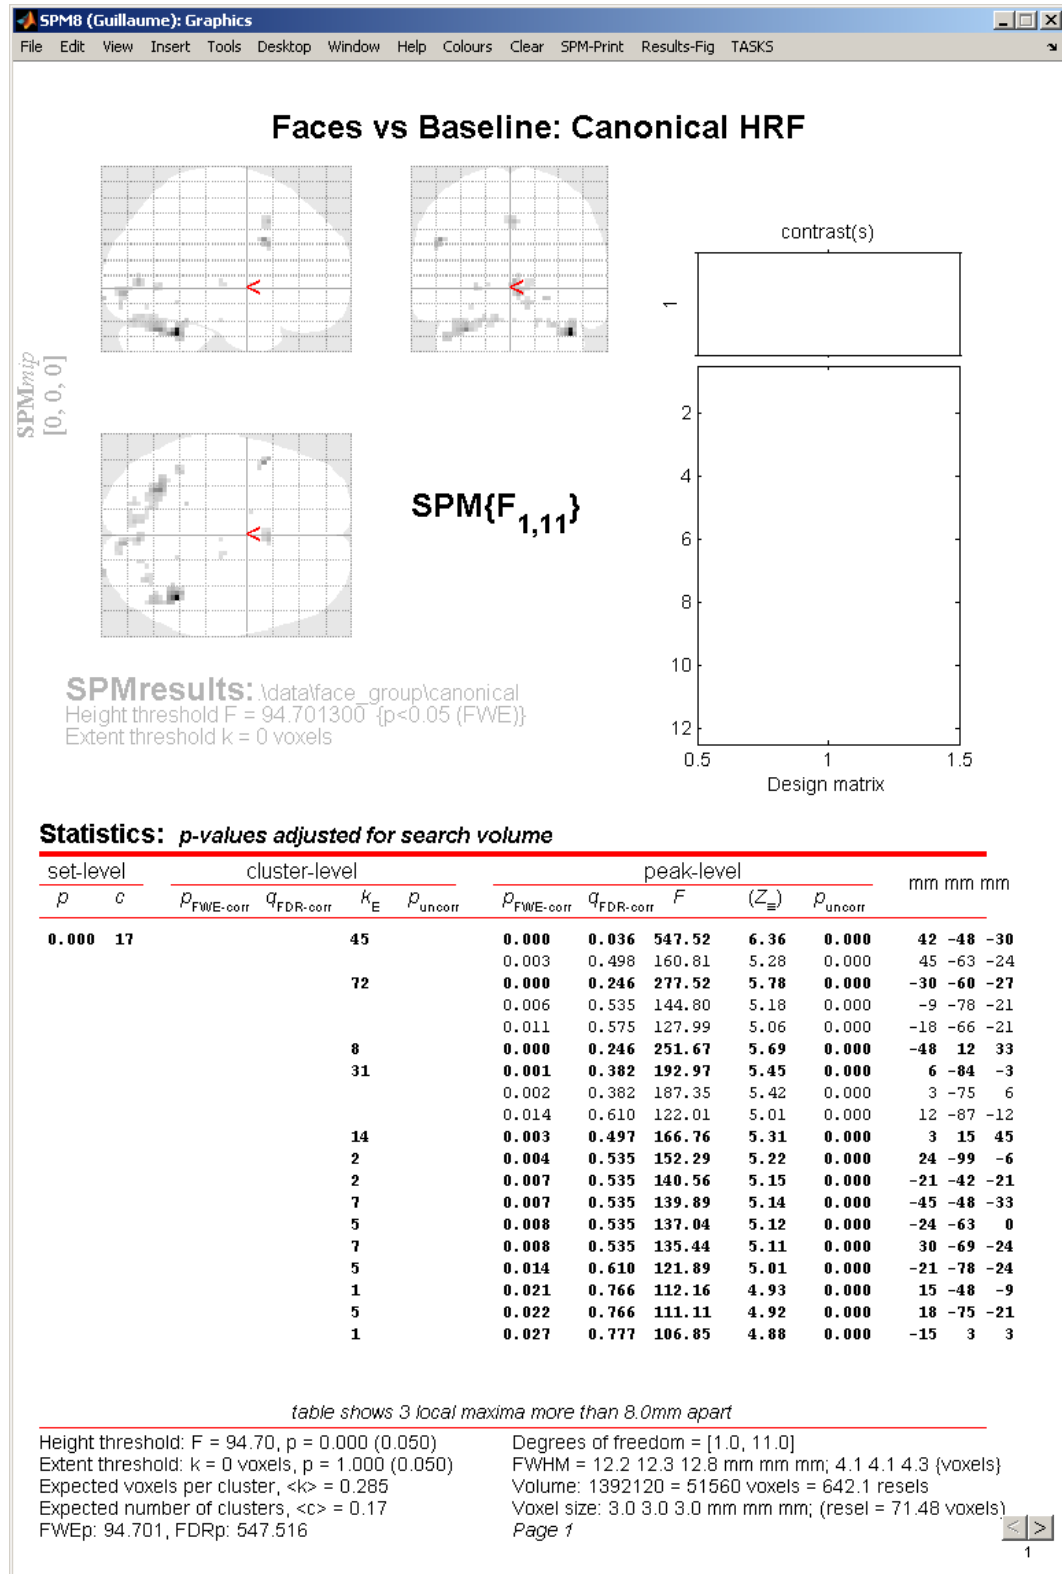 SPM8 (Guillaume): Graphics
File Edit View Insert Tools Desktop Window Help Colours Clear SPM-Print Results-Fig TASKS
Faces vs Baseline: Canonical HRF
SPMmip
[0, 0, 0]
<
<
<
SPM{F1,11}
contrast(s)
1
2
4
6
8
10
12
0.5 1 1.5
Design matrix
SPMresults: .\data\face_group\canonical
Height threshold F = 94.701300 {p<0.05 (FWE)}
Extent threshold k = 0 voxels
Statistics: p-values adjusted for search volume
set-level cluster-level peak-level mm mm mm
p c pFWE-corr qFDR-corr kE puncorr pFWE-corr qFDR-corr F (Z≡) puncorr
0.000 17 45 0.000 0.036 547.52 6.36 0.000 42 -48 -30
0.003 0.498 160.81 5.28 0.000 45 -63 -24
72 0.000 0.246 277.52 5.78 0.000 -30 -60 -27
0.006 0.535 144.80 5.18 0.000 -9 -78 -21
0.011 0.575 127.99 5.06 0.000 -18 -66 -21
8 0.000 0.246 251.67 5.69 0.000 -48 12 33
31 0.001 0.382 192.97 5.45 0.000 6 -84 -3
0.002 0.382 187.35 5.42 0.000 3 -75 6
0.014 0.610 122.01 5.01 0.000 12 -87 -12
14 0.003 0.497 166.76 5.31 0.000 3 15 45
2 0.004 0.535 152.29 5.22 0.000 24 -99 -6
2 0.007 0.535 140.56 5.15 0.000 -21 -42 -21
7 0.007 0.535 139.89 5.14 0.000 -45 -48 -33
5 0.008 0.535 137.04 5.12 0.000 -24 -63 0
7 0.008 0.535 135.44 5.11 0.000 30 -69 -24
5 0.014 0.610 121.89 5.01 0.000 -21 -78 -24
1 0.021 0.766 112.16 4.93 0.000 15 -48 -9
5 0.022 0.766 111.11 4.92 0.000 18 -75 -21
1 0.027 0.777 106.85 4.88 0.000 -15 3 3
table shows 3 local maxima more than 8.0mm apart
Height threshold: F = 94.70, p = 0.000 (0.050)
Extent threshold: k = 0 voxels, p = 1.000 (0.050)
Expected voxels per cluster, <k> = 0.285
Expected number of clusters, <c> = 0.17
FWEp: 94.701, FDRp: 547.516
Degrees of freedom = [1.0, 11.0]
FWHM = 12.2 12.3 12.8 mm mm mm; 4.1 4.1 4.3 {voxels}
Volume: 1392120 = 51560 voxels = 642.1 resels
Voxel size: 3.0 3.0 3.0 mm mm mm; (resel = 71.48 voxels)
Page 1
< >
1